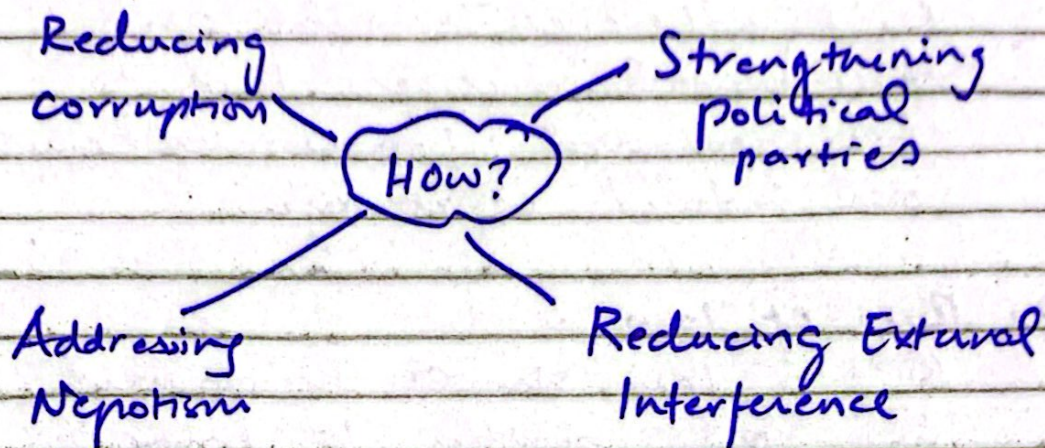 Reducing
corruption
Strengthening
political
parties
How?
Addressing
Nepotism
Reducing External
Interference